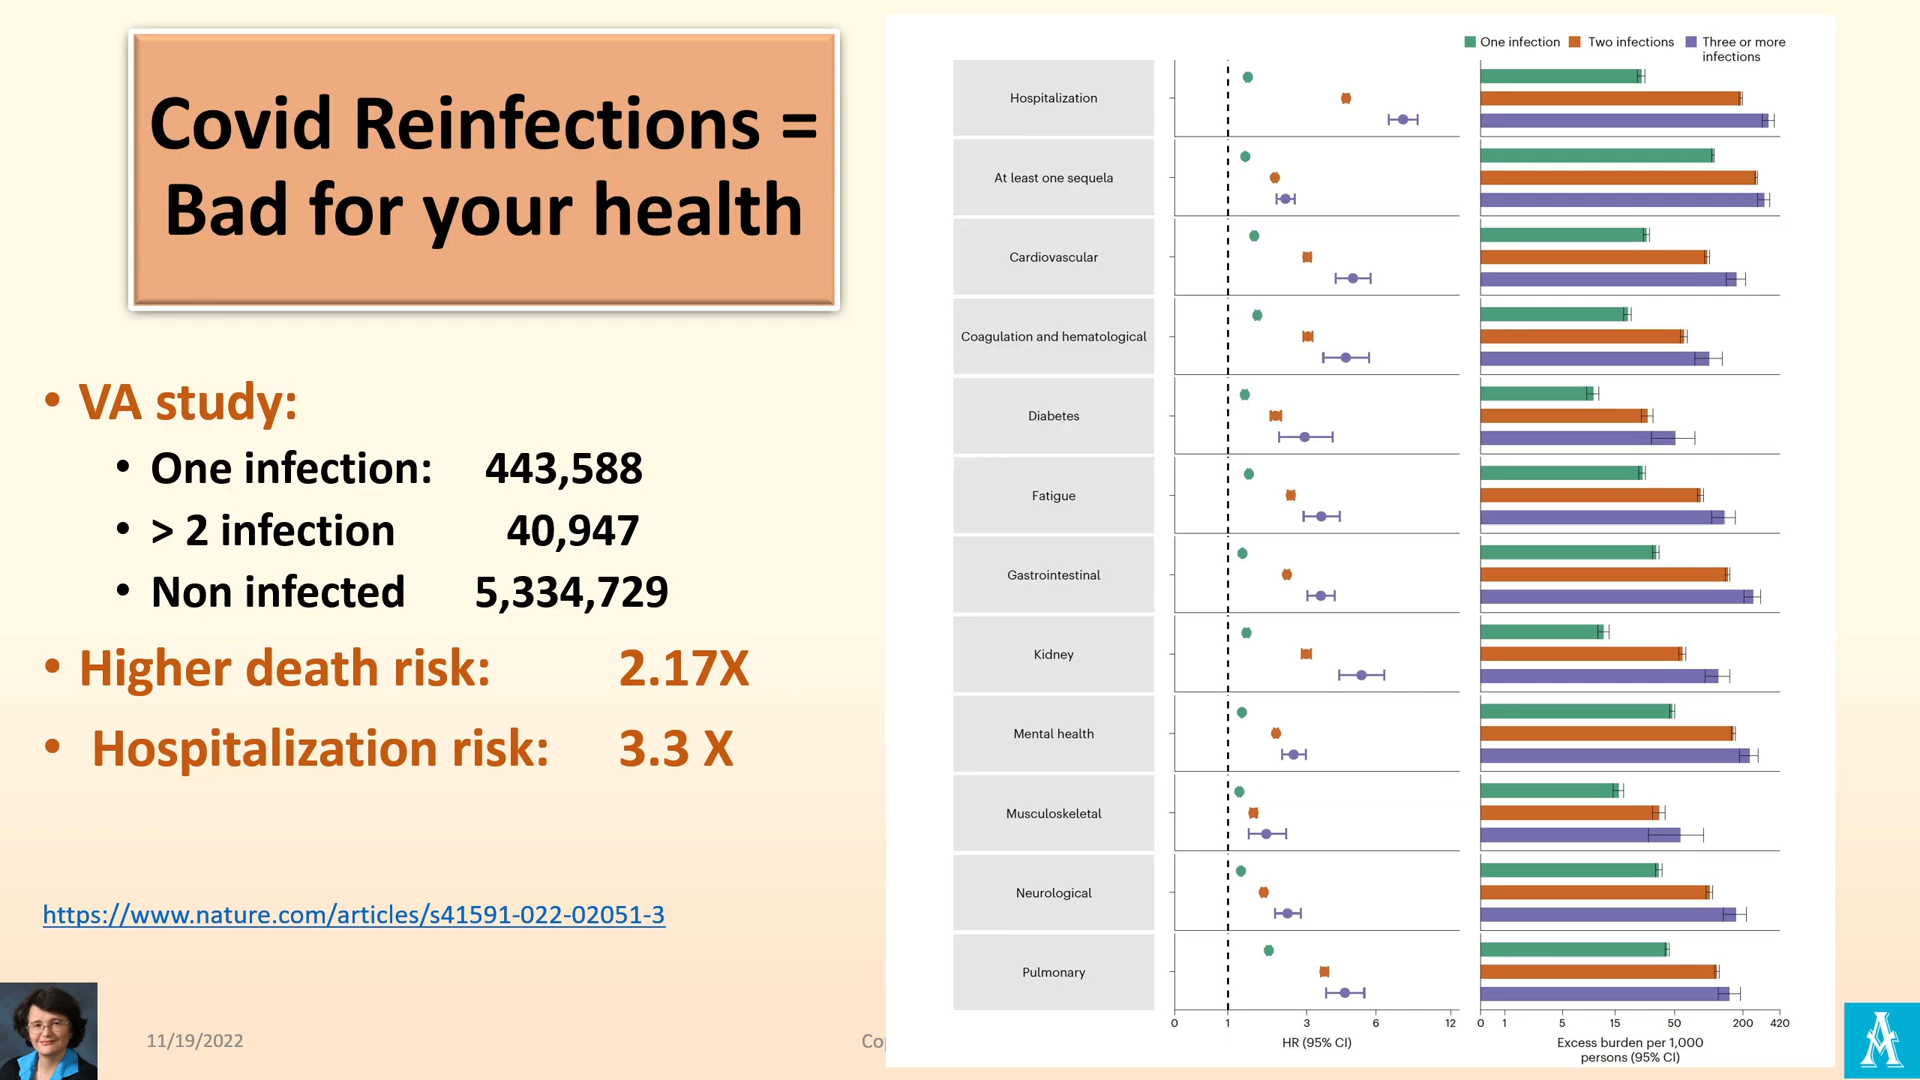 Covid Reinfections =
Bad for your health
• VA study:
• One infection: 443,588
• > 2 infection 40,947
• Non infected 5,334,729
• Higher death risk: 2.17X
• Hospitalization risk: 3.3 X
https://www.nature.com/articles/s41591-022-02051-3
11/19/2022
One infection Two infections Three or more
infections
Hospitalization
At least one sequela
Cardiovascular
Coagulation and hematological
Diabetes
Fatigue
Gastrointestinal
Kidney
Mental health
Musculoskeletal
Neurological
Pulmonary
0 1 3 6 12
HR (95% CI)
0 1 5 15 50 200 420
Excess burden per 1,000
persons (95% CI)
A